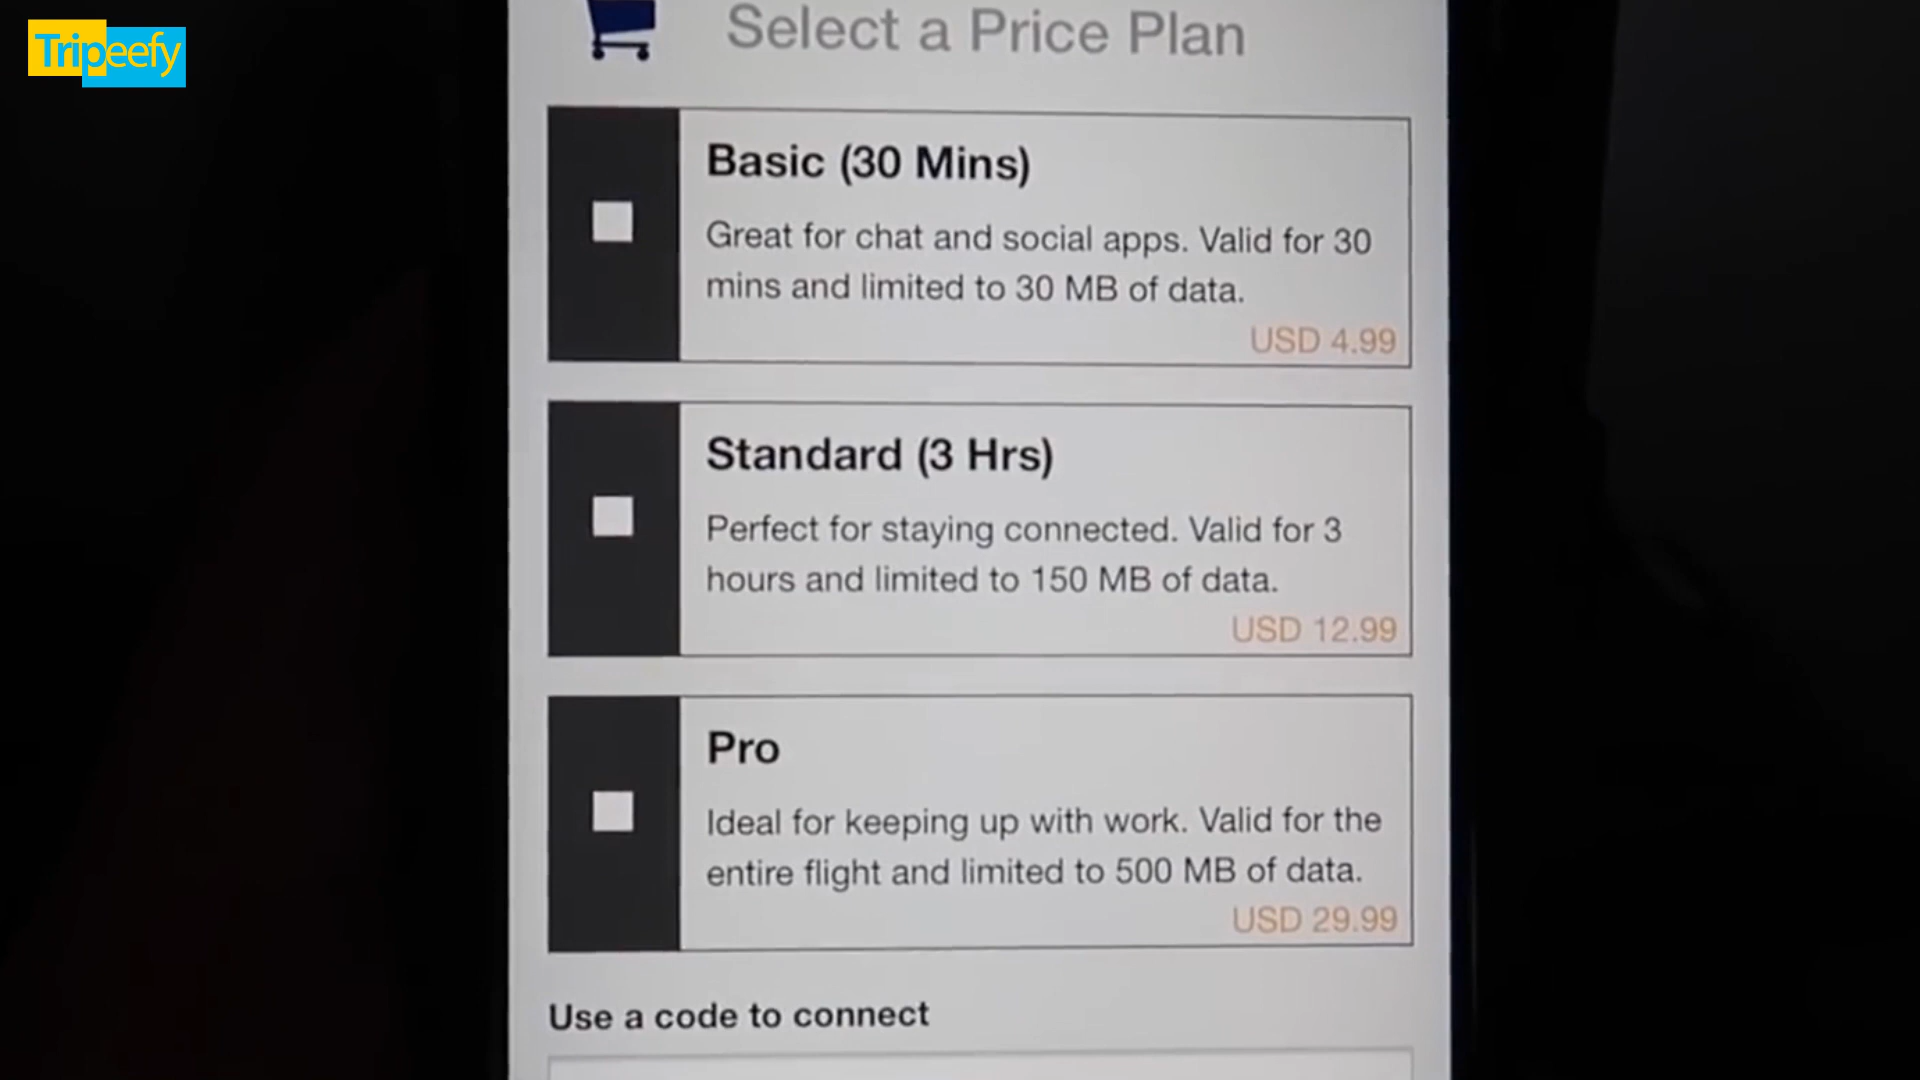 Tripeefy
Select a Price Plan
Basic (30 Mins)
Great for chat and social apps. Valid for 30
mins and limited to 30 MB of data.
USD 4.99
Standard (3 Hrs)
Perfect for staying connected. Valid for 3
hours and limited to 150 MB of data.
USD 12.99
Pro
Ideal for keeping up with work. Valid for the
entire flight and limited to 500 MB of data.
USD 29.99
Use a code to connect